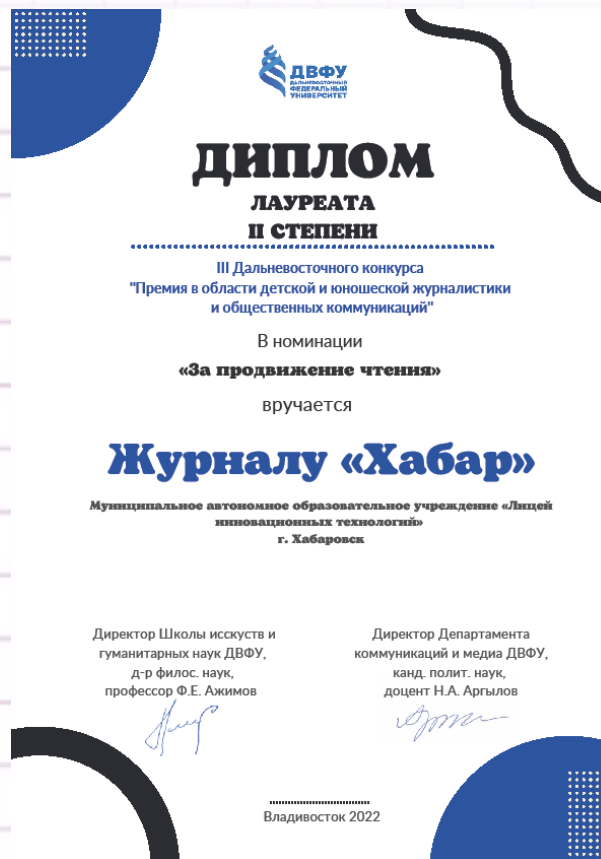 ДВФУ
ДАЛЬНЕВОСТОЧНЫЙ
ФЕДЕРАЛЬНЫЙ
УНИВЕРСИТЕТ
ДИПЛОМ
ЛАУРЕАТА
II СТЕПЕНИ
III Дальневосточного конкурса
"Премия в области детской и юношеской журналистики
и общественных коммуникаций"
В номинации
«За продвижение чтения»
вручается
Журналу «Хабар»
Муниципальное автономное образовательное учреждение «Лицей
инновационных технологий»
г. Хабаровск
Директор Школы исскуств и
гуманитарных наук ДВФУ,
д-р филос. наук,
профессор Ф.Е. Ажимов
Директор Департамента
коммуникаций и медиа ДВФУ,
канд. полит. наук,
доцент Н.А. Аргылов
Владивосток 2022